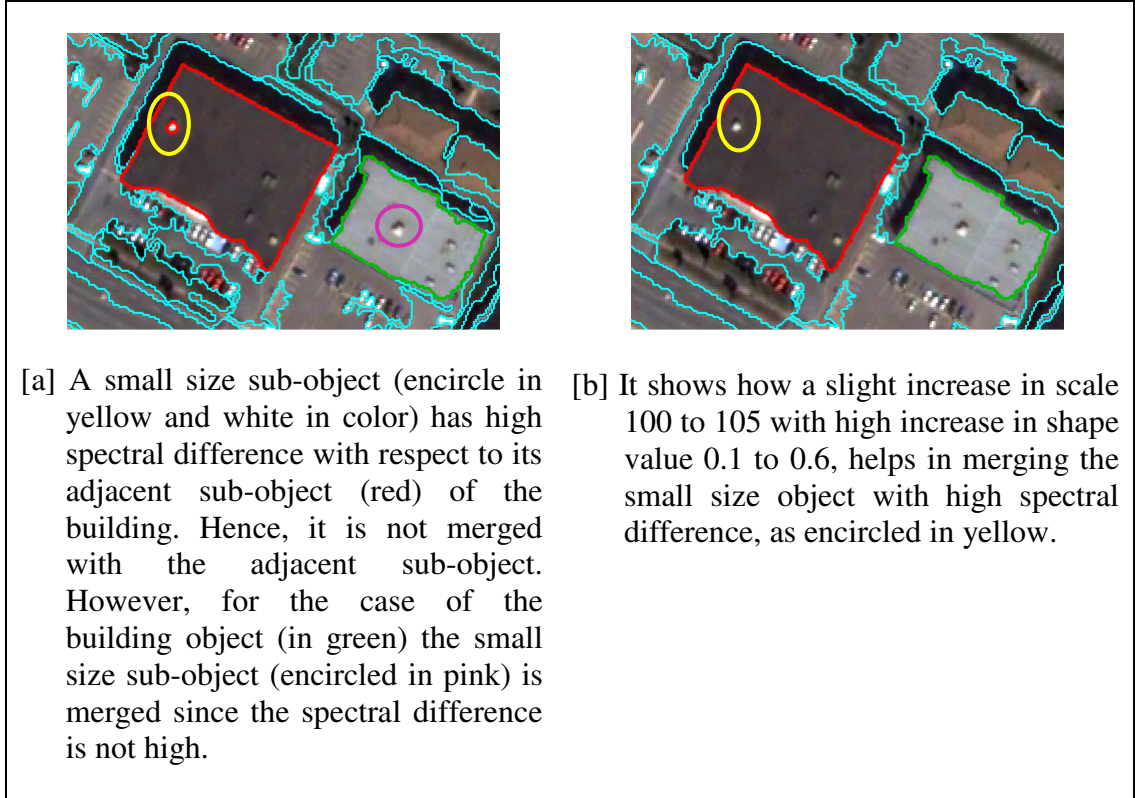 [a] A small size sub-object (encircle in
yellow and white in color) has high
spectral difference with respect to its
adjacent sub-object (red) of the
building. Hence, it is not merged
with the adjacent sub-object.
However, for the case of the
building object (in green) the small
size sub-object (encircled in pink) is
merged since the spectral difference
is not high.
[b] It shows how a slight increase in scale
100 to 105 with high increase in shape
value 0.1 to 0.6, helps in merging the
small size object with high spectral
difference, as encircled in yellow.